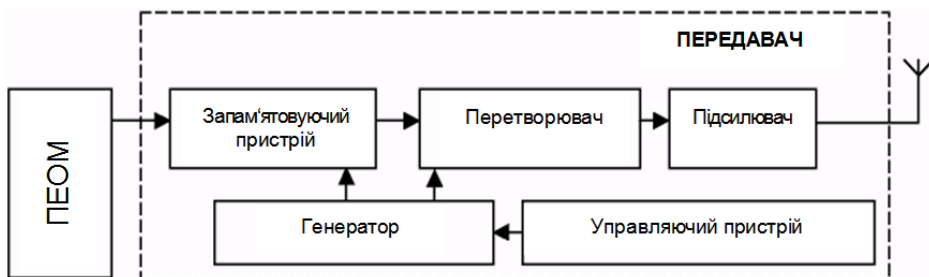 ПЕРЕДАВАЧ
ПЕОМ
Запам‘ятовуючий
пристрій
Перетворювач
Підсилювач
Генератор
Управляючий пристрій